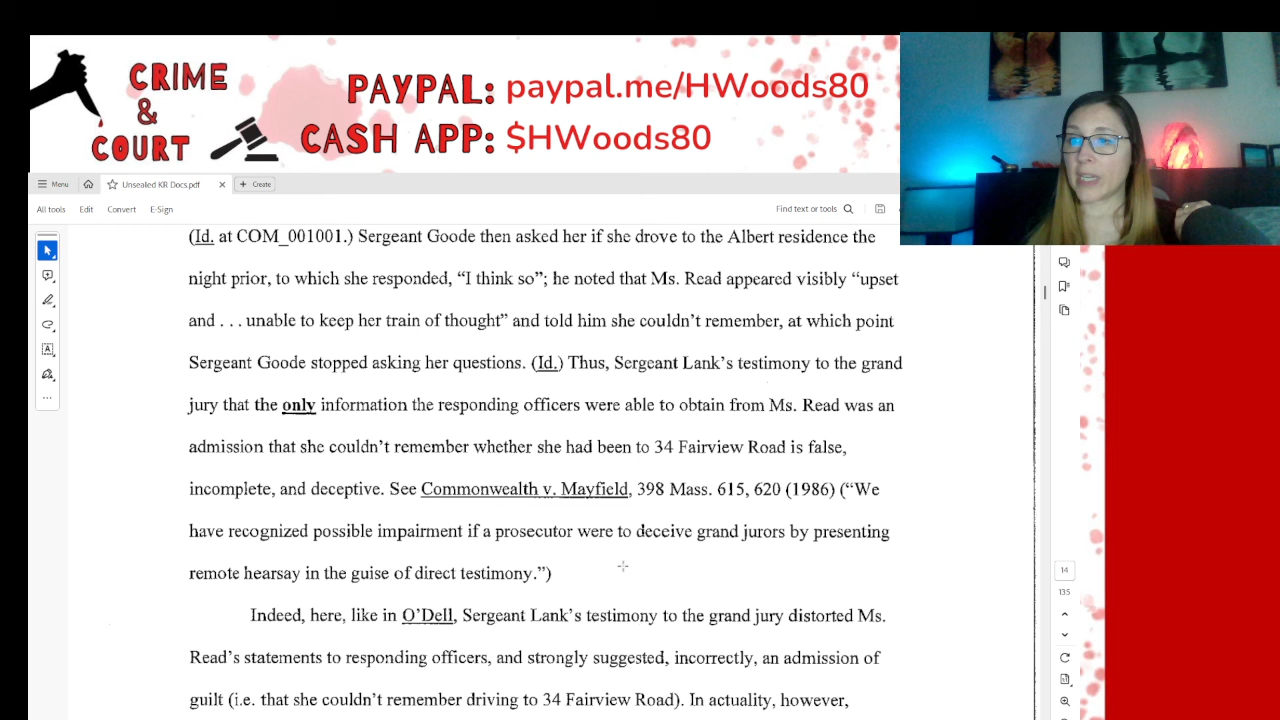 CRIME
&
COURT
PAYPAL: paypal.me/HWoods80
CASH APP: $HWoods80
Menu
Unsealed KR Docs.pdf
Create
All tools Edit Convert E-Sign
Find text or tools
(Id. at COM_001001.) Sergeant Goode then asked her if she drove to the Albert residence the
night prior, to which she responded, “I think so”; he noted that Ms. Read appeared visibly “upset
and . . . unable to keep her train of thought” and told him she couldn’t remember, at which point
Sergeant Goode stopped asking her questions. (Id.) Thus, Sergeant Lank’s testimony to the grand
jury that the only information the responding officers were able to obtain from Ms. Read was an
admission that she couldn’t remember whether she had been to 34 Fairview Road is false,
incomplete, and deceptive. See Commonwealth v. Mayfield, 398 Mass. 615, 620 (1986) (“We
have recognized possible impairment if a prosecutor were to deceive grand jurors by presenting
remote hearsay in the guise of direct testimony.”)
Indeed, here, like in O’Dell, Sergeant Lank’s testimony to the grand jury distorted Ms.
Read’s statements to responding officers, and strongly suggested, incorrectly, an admission of
guilt (i.e. that she couldn’t remember driving to 34 Fairview Road). In actuality, however,
14
135